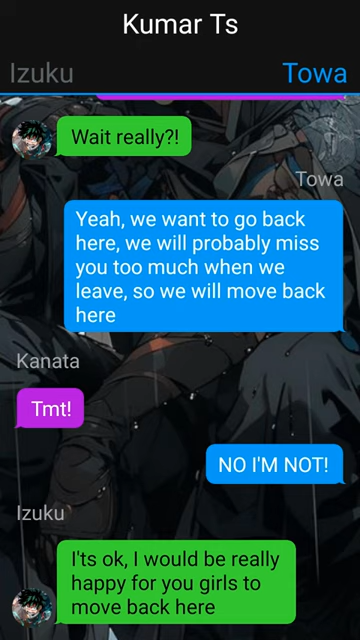 Kumar Ts
Izuku
Towa
Wait really?!
Towa
Yeah, we want to go back
here, we will probably miss
you too much when we
leave, so we will move back
here
Kanata
Tmt!
NO I'M NOT!
Izuku
I'ts ok, I would be really
happy for you girls to
move back here